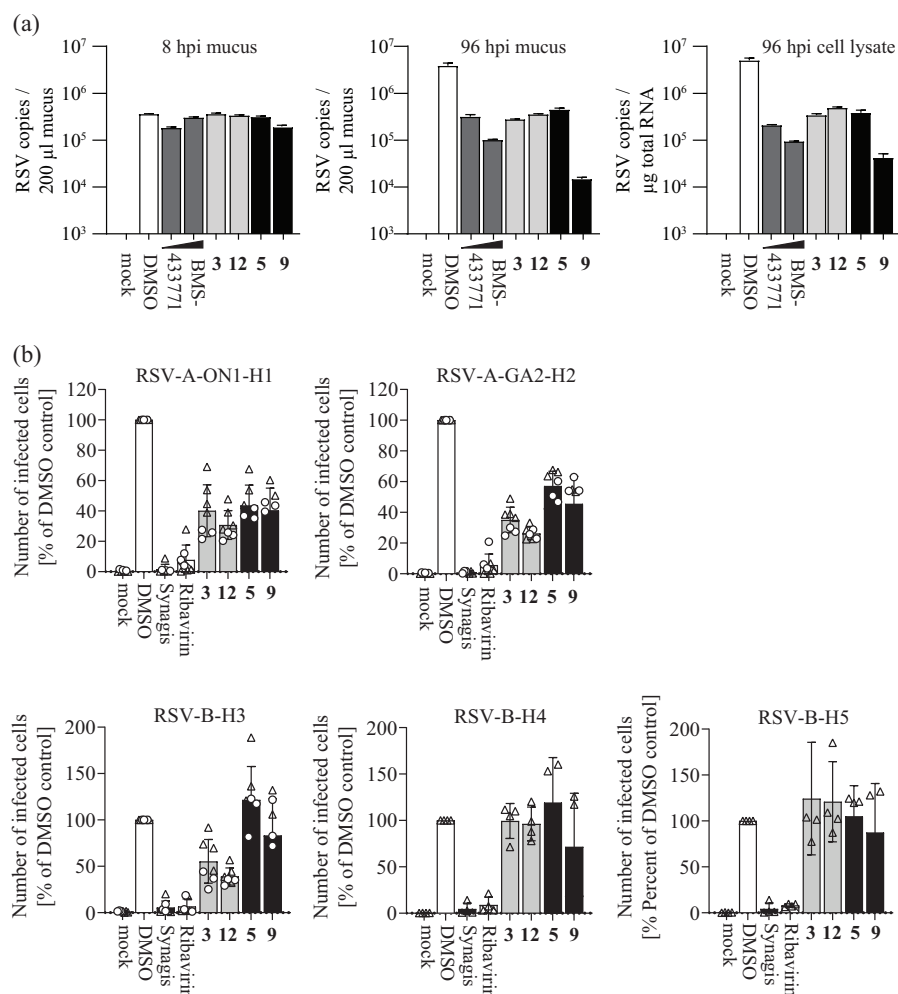 (a)
8 hpi mucus
RSV copies /
200 µl mucus
10⁷
10⁶
10⁵
10⁴
10³
mock
DMSO
433771
BMS-
3
12
5
9
96 hpi mucus
RSV copies /
200 µl mucus
10⁷
10⁶
10⁵
10⁴
10³
mock
DMSO
433771
BMS-
3
12
5
9
96 hpi cell lysate
RSV copies /
µg total RNA
10⁷
10⁶
10⁵
10⁴
10³
mock
DMSO
433771
BMS-
3
12
5
9
(b)
RSV-A-ON1-H1
Number of infected cells
[% of DMSO control]
120
100
80
60
40
20
0
mock
DMSO
Synagis
Ribavirin
3
12
5
9
RSV-A-GA2-H2
Number of infected cells
[% of DMSO control]
120
100
80
60
40
20
0
mock
DMSO
Synagis
Ribavirin
3
12
5
9
RSV-B-H3
Number of infected cells
[% of DMSO control]
200
150
100
50
0
mock
DMSO
Synagis
Ribavirin
3
12
5
9
RSV-B-H4
Number of infected cells
[% of DMSO control]
200
150
100
50
0
mock
DMSO
Synagis
Ribavirin
3
12
5
9
RSV-B-H5
Number of infected cells
[% Percent of DMSO control]
200
150
100
50
0
mock
DMSO
Synagis
Ribavirin
3
12
5
9